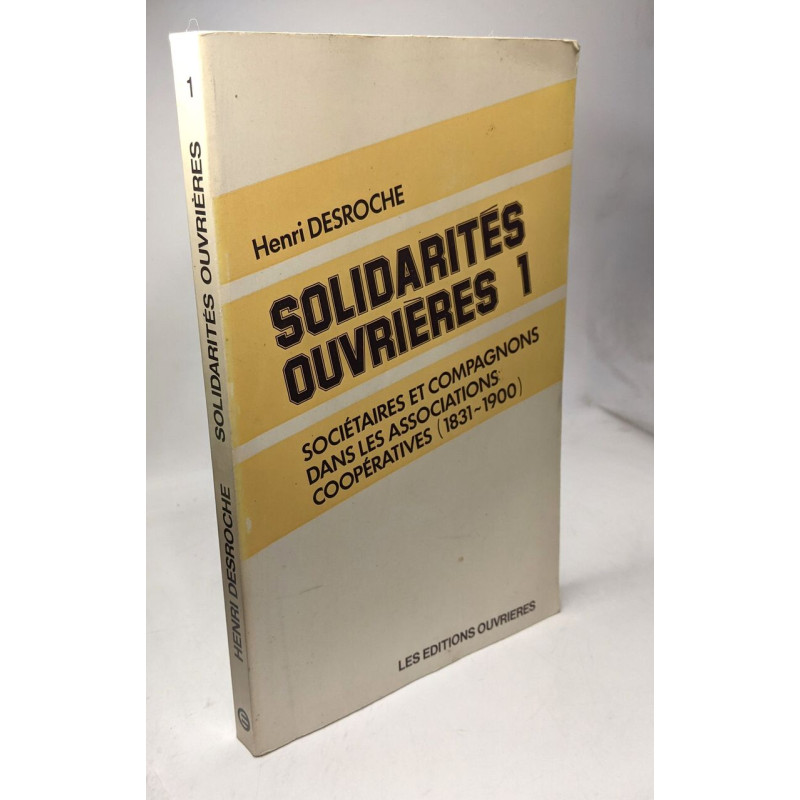 Henri DESROCHE
SOLIDARITÉS
OUVRIÈRES 1
SOCIÉTAIRES ET COMPAGNONS
DANS LES ASSOCIATIONS
COOPÉRATIVES (1831~1900)
LES EDITIONS OUVRIERES
HENRI DESROCHE SOLIDARITÉS OUVRIÈRES 1